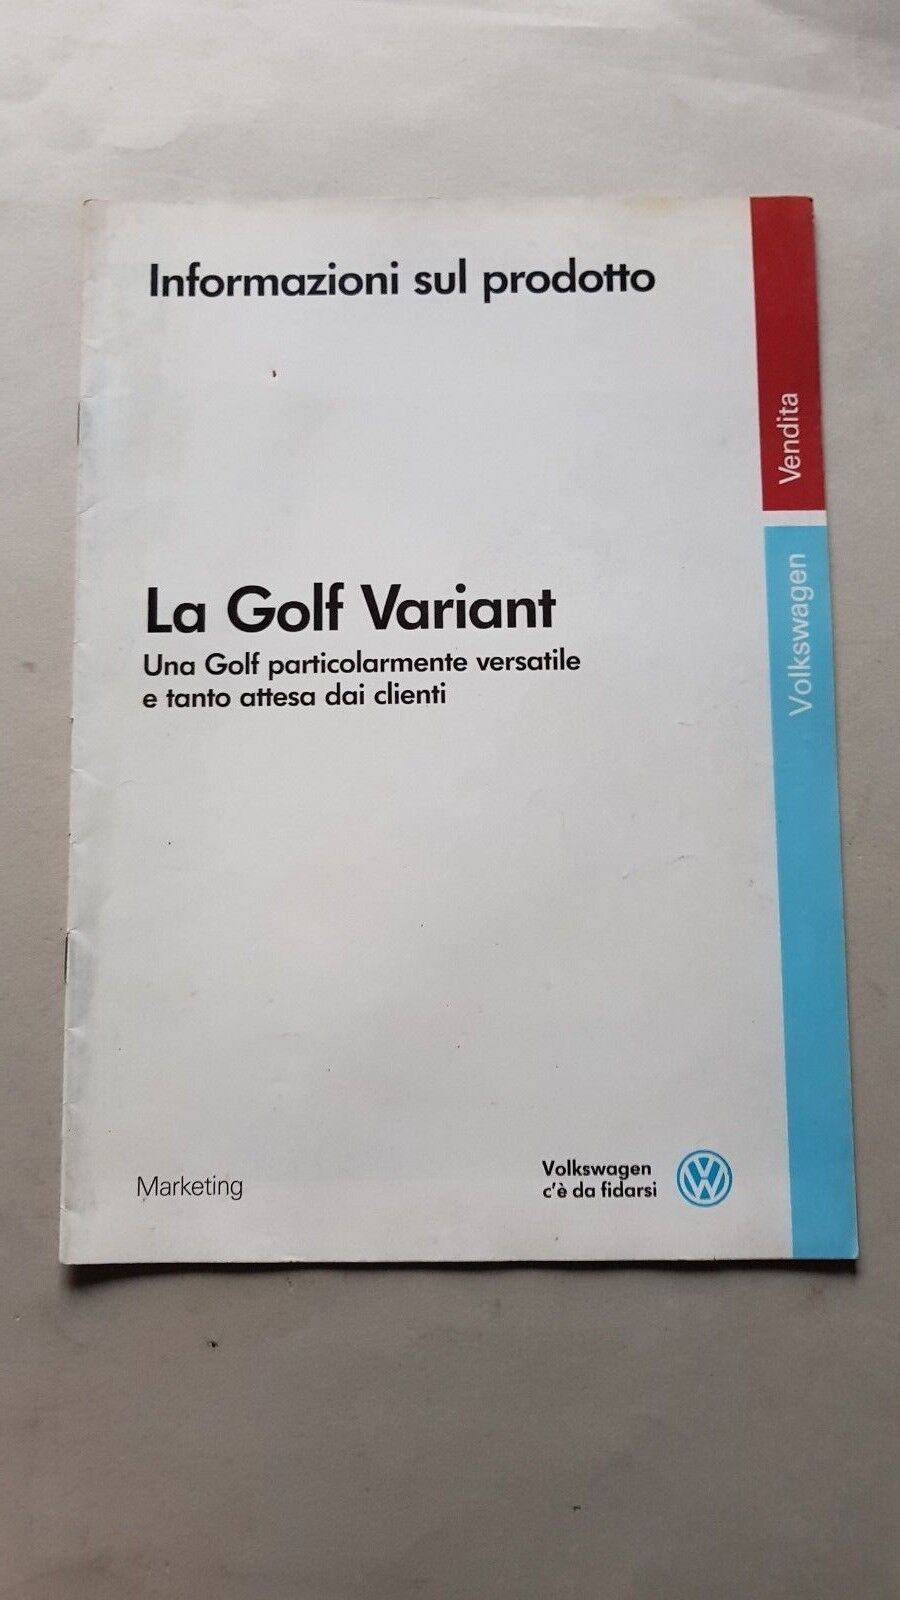 Informazioni sul prodotto
Vendita
Volkswagen
La Golf Variant
Una Golf particolarmente versatile
e tanto attesa dai clienti
Marketing
Volkswagen
c'è da fidarsi
VW